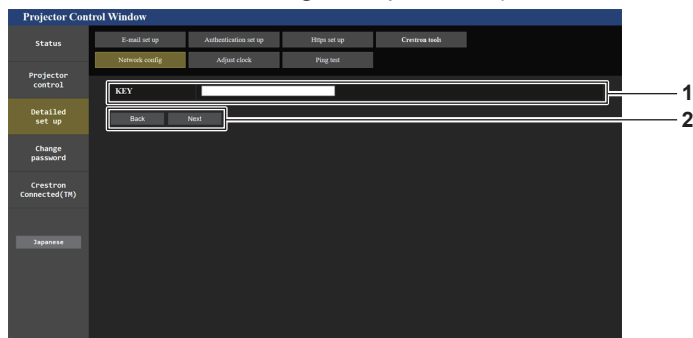 Projector Control Window
Status
E-mail set up
Authentication set up
Https set up
Crestron tools
Network config
Adjust clock
Ping test
Projector
control
KEY
1
Detailed
set up
Back
Next
2
Change
password
Crestron
Connected(TM)
Japanese